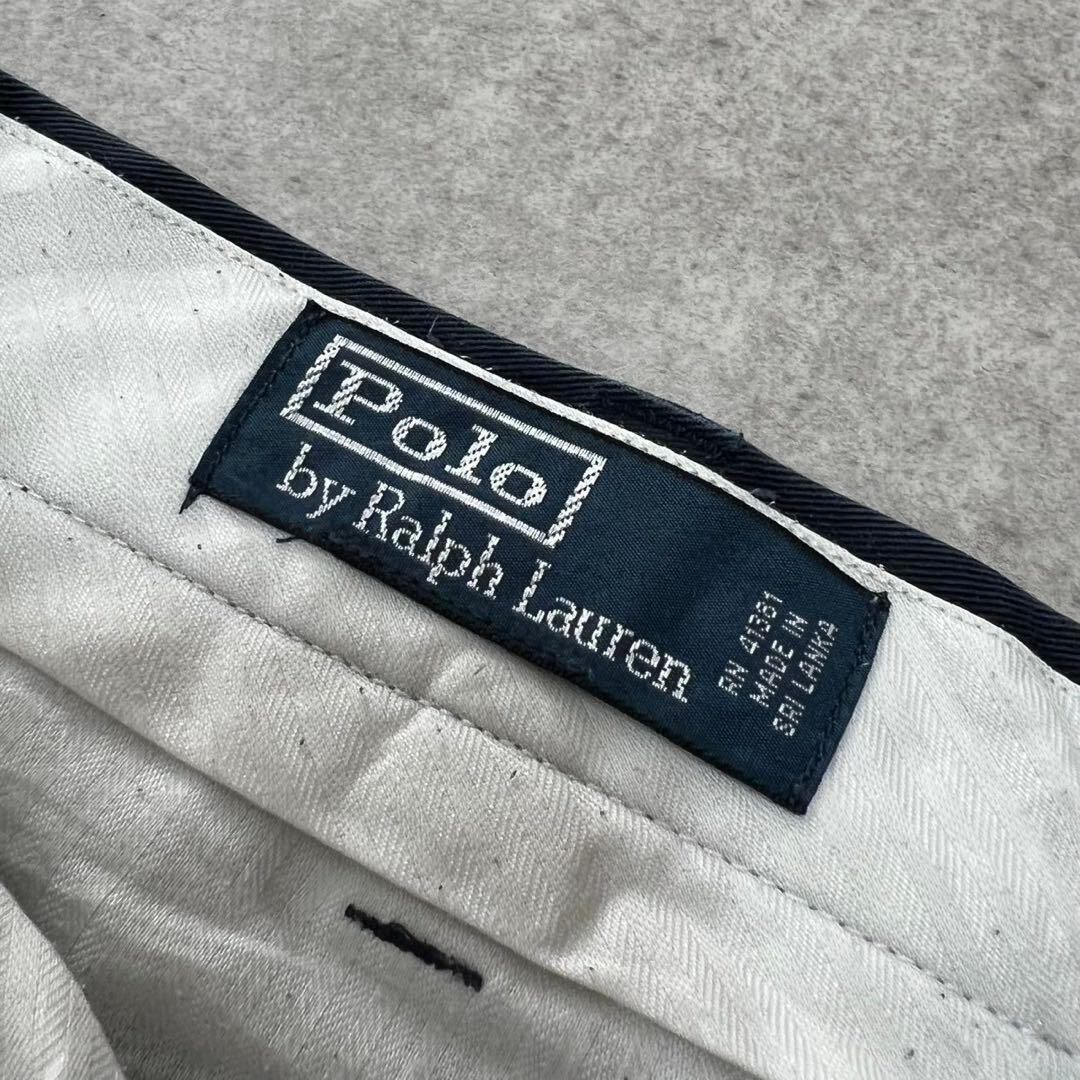 Polo
by Ralph Lauren
RN 41381
MADE IN
SRI LANKA